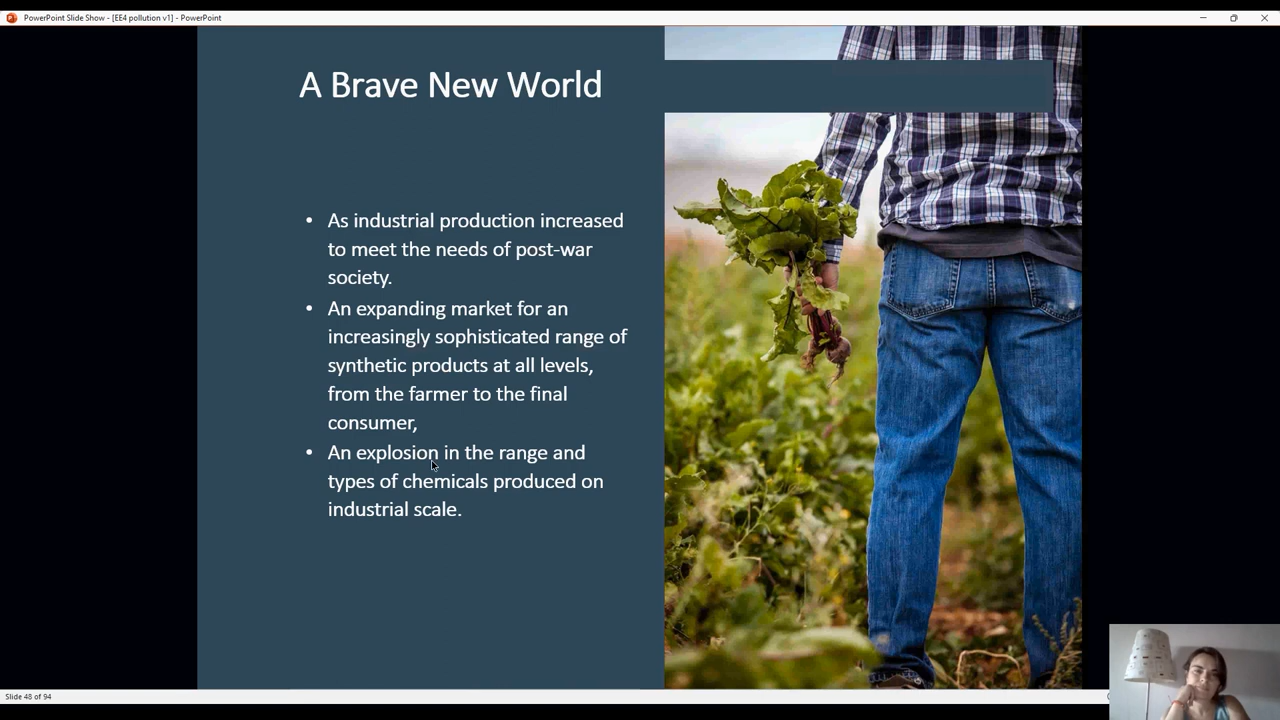 PowerPoint Slide Show - [EE4 pollution v1] - PowerPoint
A Brave New World
• As industrial production increased
to meet the needs of post-war
society.
• An expanding market for an
increasingly sophisticated range of
synthetic products at all levels,
from the farmer to the final
consumer,
• An explosion in the range and
types of chemicals produced on
industrial scale.
Slide 48 of 94